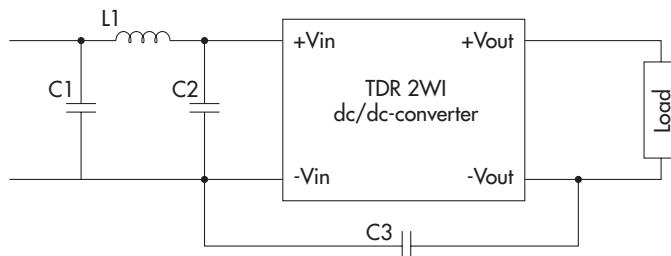 L1
+Vin
+Vout
C1
C2
TDR 2WI
dc/dc-converter
Load
-Vin
-Vout
C3